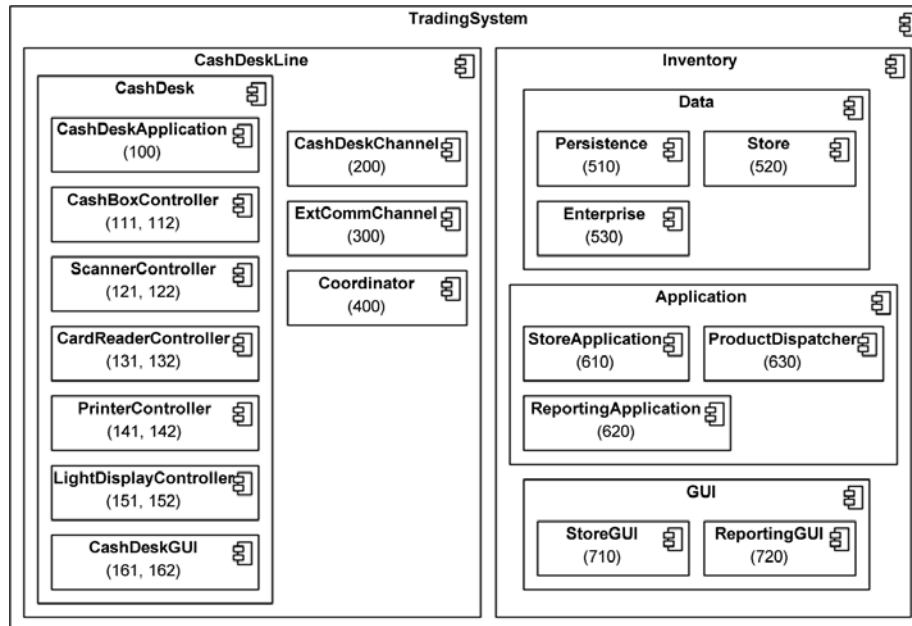 TradingSystem
CashDeskLine
CashDesk
CashDeskApplication
(100)
CashBoxController
(111, 112)
ScannerController
(121, 122)
CardReaderController
(131, 132)
PrinterController
(141, 142)
LightDisplayController
(151, 152)
CashDeskGUI
(161, 162)
CashDeskChannel
(200)
ExtCommChannel
(300)
Coordinator
(400)
Inventory
Data
Persistence
(510)
Store
(520)
Enterprise
(530)
Application
StoreApplication
(610)
ProductDispatcher
(630)
ReportingApplication
(620)
GUI
StoreGUI
(710)
ReportingGUI
(720)